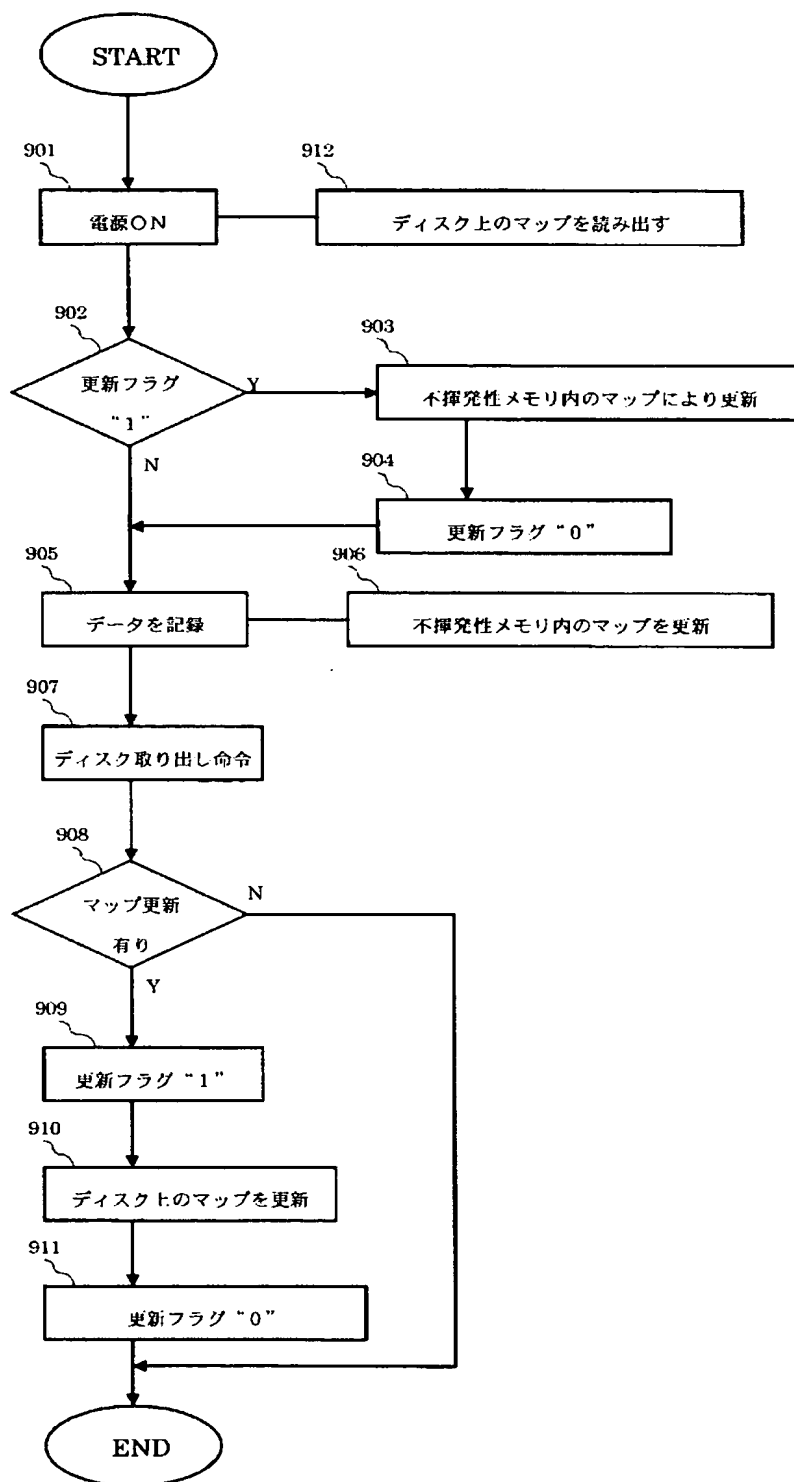 START
901
電源ON
912
ディスク上のマップを読み出す
902
更新フラグ
“1”
Y
N
903
不揮発性メモリ内のマップにより更新
904
更新フラグ“0”
905
データを記録
906
不揮発性メモリ内のマップを更新
907
ディスク取り出し命令
908
マップ更新
有り
N
Y
909
更新フラグ“1”
910
ディスク上のマップを更新
911
更新フラグ“0”
END